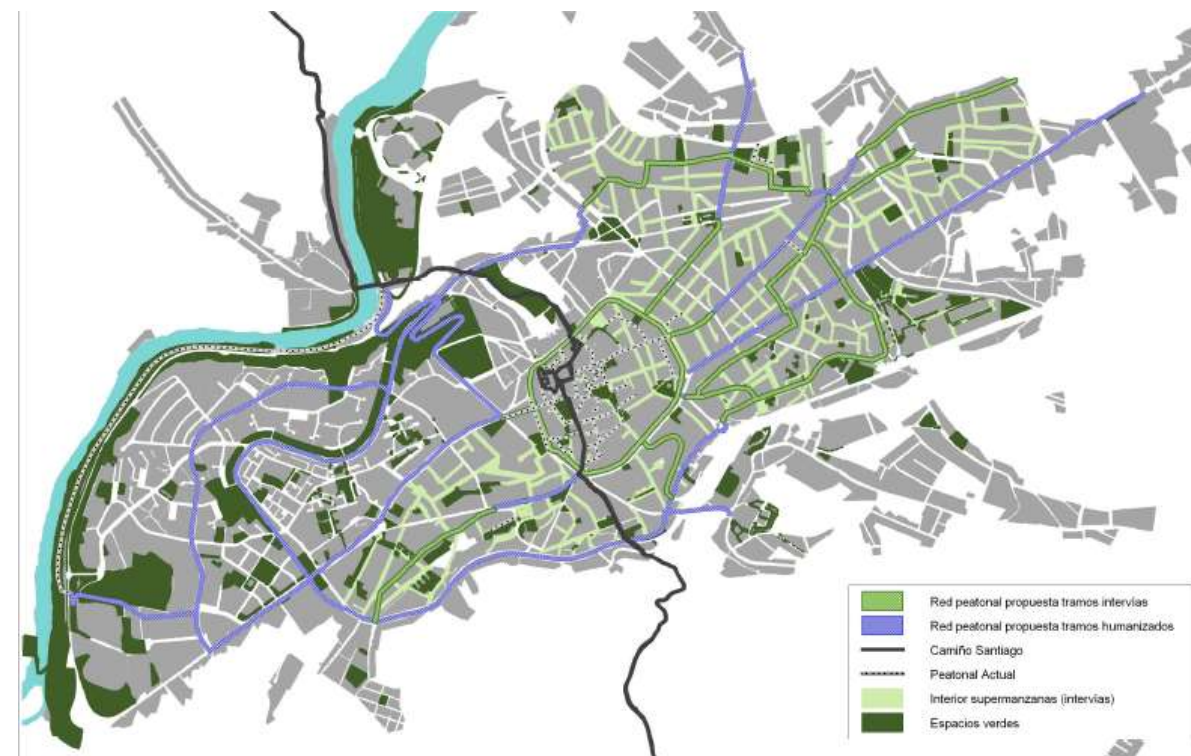 Red peatonal propuesta tramos intervías
Red peatonal propuesta tramos humanizados
Camiño Santiago
Peatonal Actual
Interior supermanzanas (intervías)
Espacios verdes